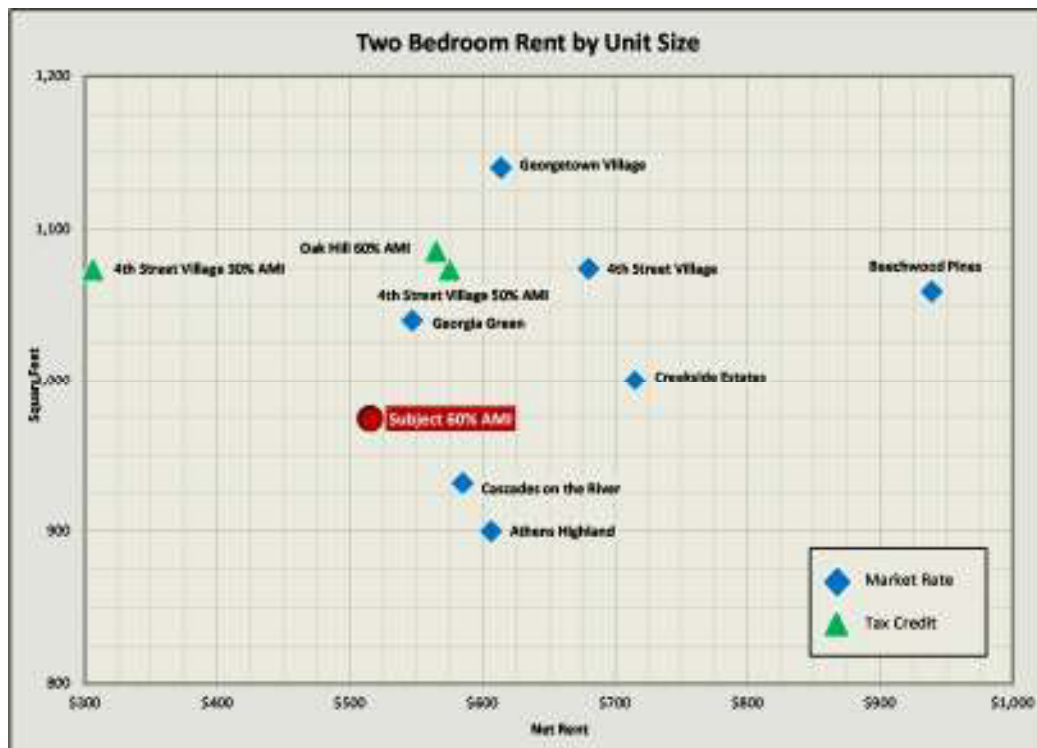 Two Bedroom Rent by Unit Size
1,200
Georgetown Village
1,100
Oak Hill 60% AMI
4th Street Village 30% AMI
4th Street Village
Beechwood Pines
4th Street Village 50% AMI
Georgia Green
Square Feet
1,000
Creekside Estates
Subject 60% AMI
Cascades on the River
900
Athens Highland
Market Rate
Tax Credit
800
$300 $400 $500 $600 $700 $800 $900 $1,000
Net Rent